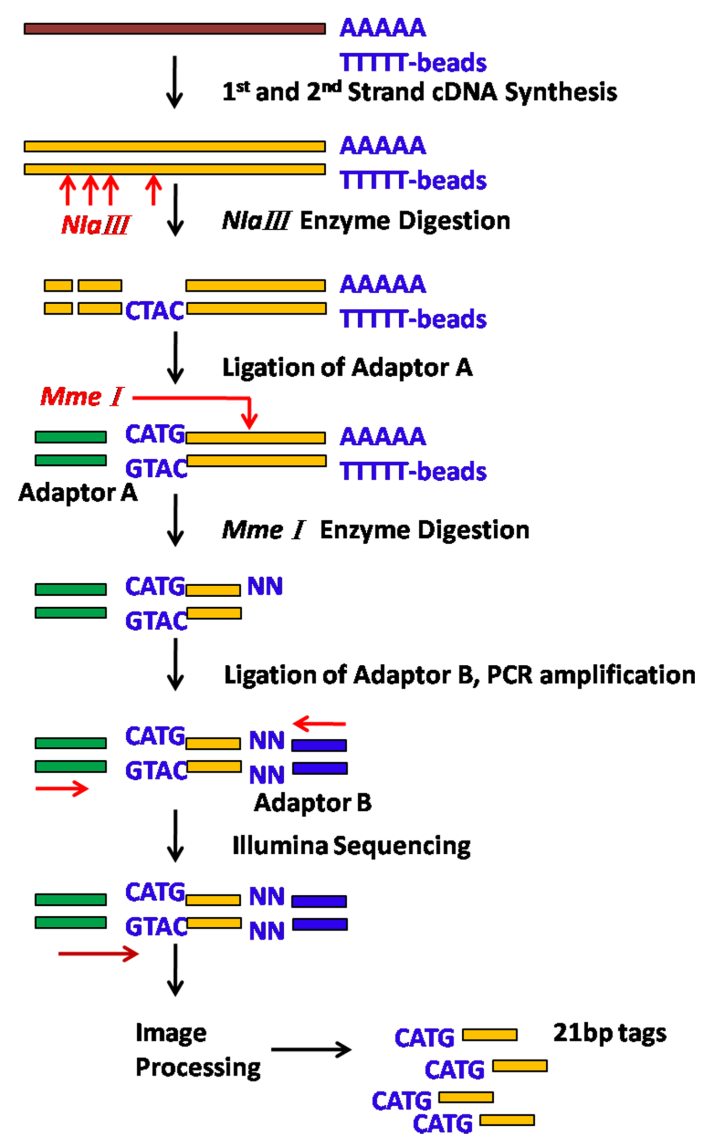 AAAAA
TTTTT-beads
1st and 2nd Strand cDNA Synthesis
AAAAA
TTTTT-beads
NlaIII
NlaIII Enzyme Digestion
AAAAA
CTAC
TTTTT-beads
Ligation of Adaptor A
Mme I
CATG
AAAAA
GTAC
TTTTT-beads
Adaptor A
Mme I Enzyme Digestion
CATG NN
GTAC
Ligation of Adaptor B, PCR amplification
CATG NN
GTAC NN
Adaptor B
Illumina Sequencing
CATG NN
GTAC NN
Image
Processing
21bp tags
CATG
CATG
CATG
CATG